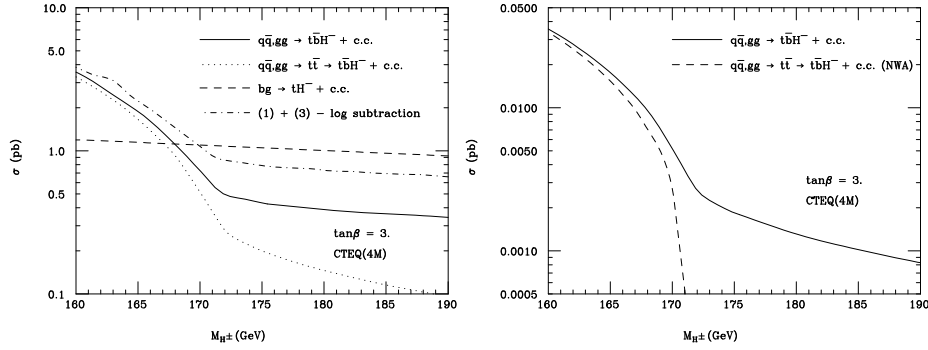 10.0
5.0
1.0
0.5
0.1
σ (pb)
qq̄,gg → tb̄H⁻ + c.c.
qq̄,gg → tt̄ → tb̄H⁻ + c.c.
bg → tH⁻ + c.c.
(1) + (3) − log subtraction
tanβ = 3.
CTEQ(4M)
160 165 170 175 180 185 190
M_H± (GeV)
0.0500
0.0100
0.0050
0.0010
0.0005
σ (pb)
qq̄,gg → tb̄H⁻ + c.c.
qq̄,gg → tt̄ → tb̄H⁻ + c.c. (NWA)
tanβ = 3.
CTEQ(4M)
160 165 170 175 180 185 190
M_H± (GeV)